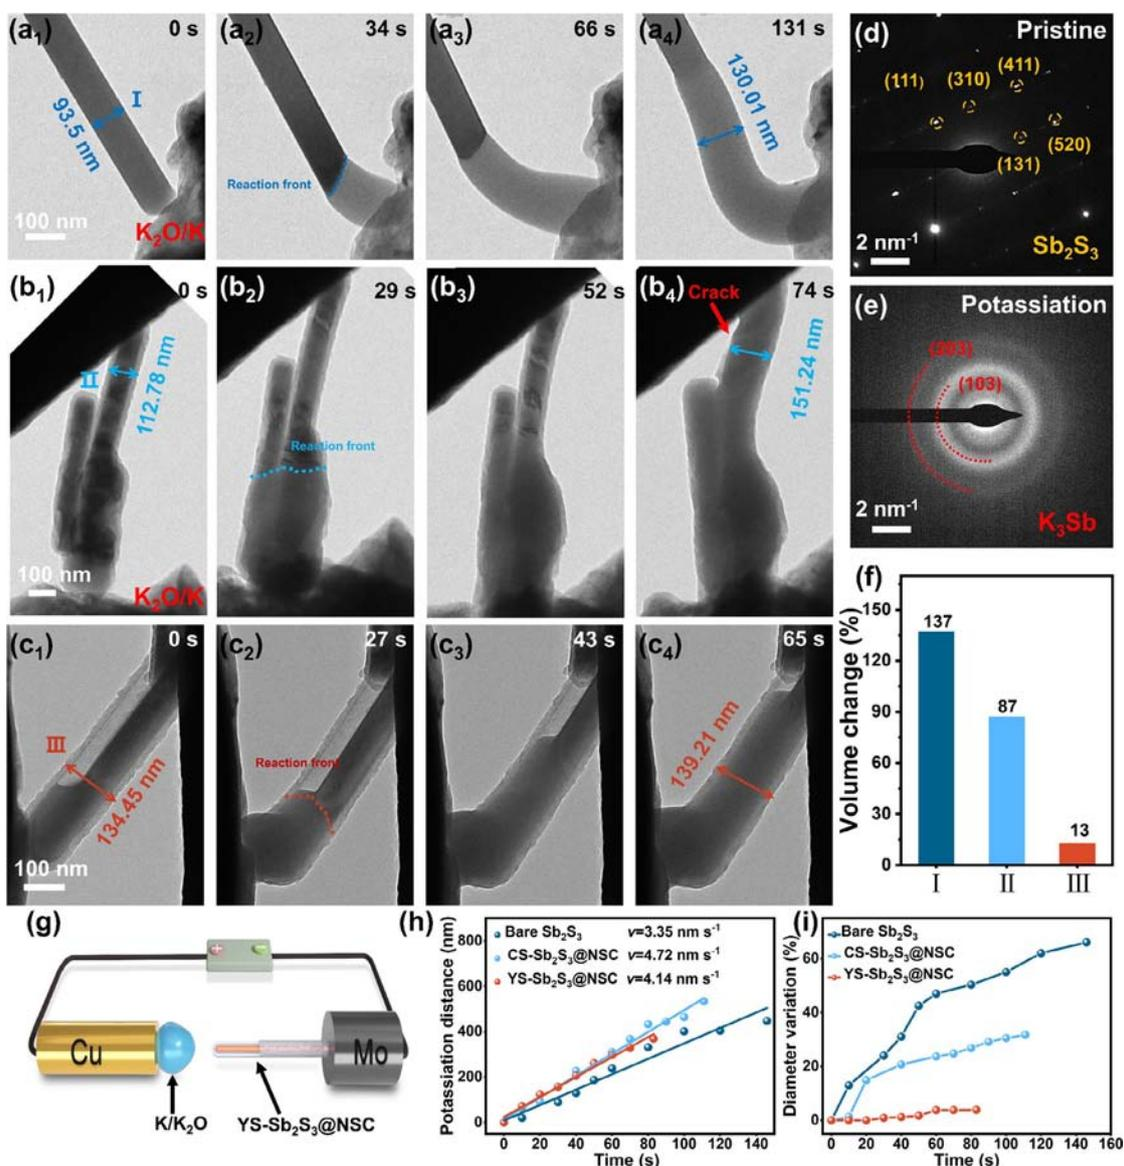 (a₁)
0 s
I
93.5 nm
100 nm
K₂O/K
(a₂)
34 s
Reaction front
(a₃)
66 s
(a₄)
131 s
130.01 nm
(d)
Pristine
(111)
(310)
(411)
(131)
(520)
2 nm⁻¹
Sb₂S₃
(b₁)
0 s
II
112.78 nm
100 nm
K₂O/K
(b₂)
29 s
Reaction front
(b₃)
52 s
(b₄)
74 s
Crack
151.24 nm
(e)
Potassiation
(203)
(103)
2 nm⁻¹
K₃Sb
(c₁)
0 s
III
134.45 nm
100 nm
(c₂)
27 s
Reaction front
(c₃)
43 s
(c₄)
65 s
139.21 nm
(f)
Volume change (%)
150
120
90
60
30
0
137
87
13
I
II
III
(g)
Cu
Mo
K/K₂O
YS-Sb₂S₃@NSC
(h)
Potassiation distance (nm)
800
600
400
200
0
Bare Sb₂S₃ v=3.35 nm s⁻¹
CS-Sb₂S₃@NSC v=4.72 nm s⁻¹
YS-Sb₂S₃@NSC v=4.14 nm s⁻¹
0 20 40 60 80 100 120 140
Time (s)
(i)
Diameter variation (%)
60
40
20
0
Bare Sb₂S₃
CS-Sb₂S₃@NSC
YS-Sb₂S₃@NSC
0 20 40 60 80 100 120 140 160
Time (s)